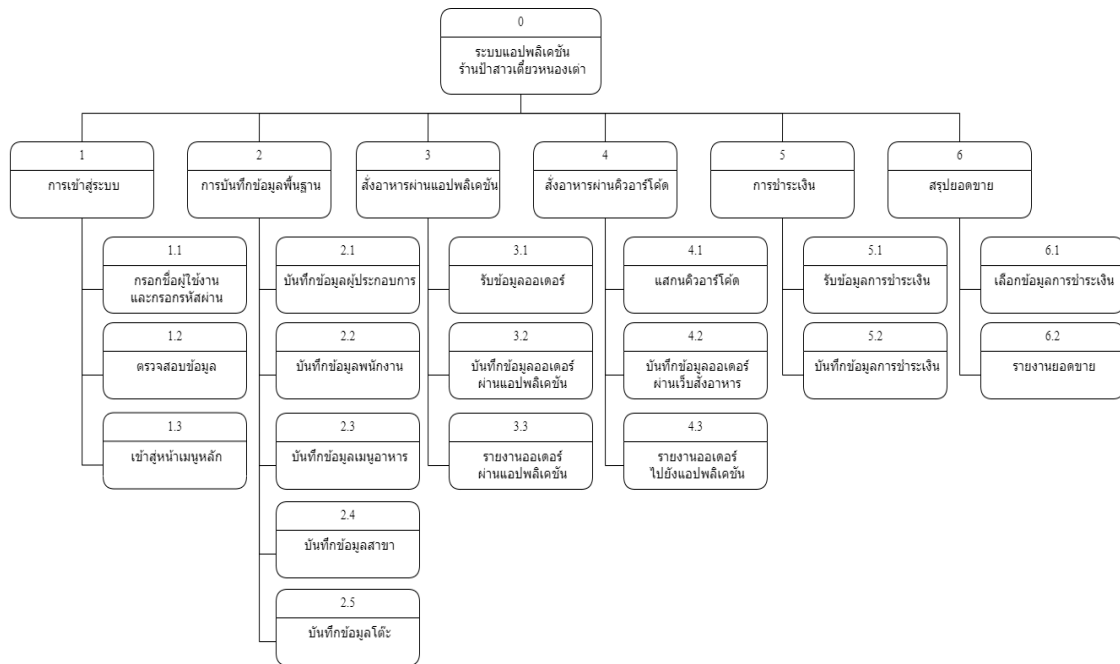 0
ระบบแอปพลิเคชัน
ร้านป้าสาวเตี๋ยวหนองเต่า
1
การเข้าสู่ระบบ
2
การบันทึกข้อมูลพื้นฐาน
3
สั่งอาหารผ่านแอปพลิเคชัน
4
สั่งอาหารผ่านคิวอาร์โค้ด
5
การชำระเงิน
6
สรุปยอดขาย
1.1
กรอกชื่อผู้ใช้งาน
และกรอกรหัสผ่าน
1.2
ตรวจสอบข้อมูล
1.3
เข้าสู่หน้าเมนูหลัก
2.1
บันทึกข้อมูลผู้ประกอบการ
2.2
บันทึกข้อมูลพนักงาน
2.3
บันทึกข้อมูลเมนูอาหาร
2.4
บันทึกข้อมูลสาขา
2.5
บันทึกข้อมูลโต๊ะ
3.1
รับข้อมูลออเดอร์
3.2
บันทึกข้อมูลออเดอร์
ผ่านแอปพลิเคชัน
3.3
รายงานออเดอร์
ผ่านแอปพลิเคชัน
4.1
แสกนคิวอาร์โค้ด
4.2
บันทึกข้อมูลออเดอร์
ผ่านเว็บสั่งอาหาร
4.3
รายงานออเดอร์
ไปยังแอปพลิเคชัน
5.1
รับข้อมูลการชำระเงิน
5.2
บันทึกข้อมูลการชำระเงิน
6.1
เลือกข้อมูลการชำระเงิน
6.2
รายงานยอดขาย